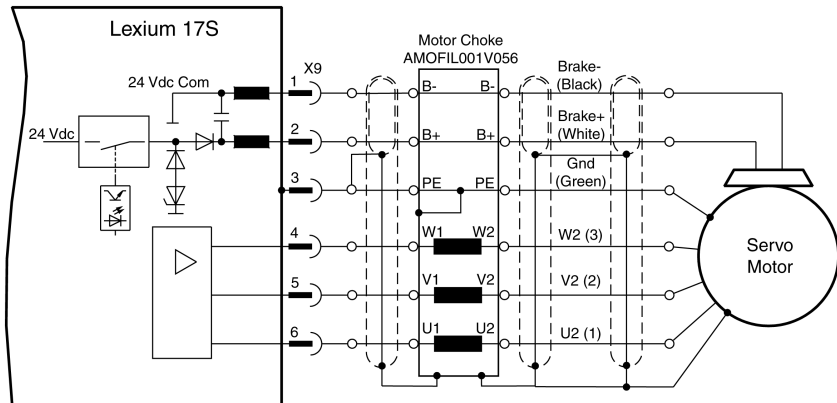 Lexium 17S
X9
Motor Choke
AMOFIL001V056
24 Vdc Com
1
B-
B-
Brake-
(Black)
24 Vdc
2
B+
B+
Brake+
(White)
3
PE
PE
Gnd
(Green)
4
W1
W2
W2 (3)
5
V1
V2
V2 (2)
6
U1
U2
U2 (1)
Servo
Motor